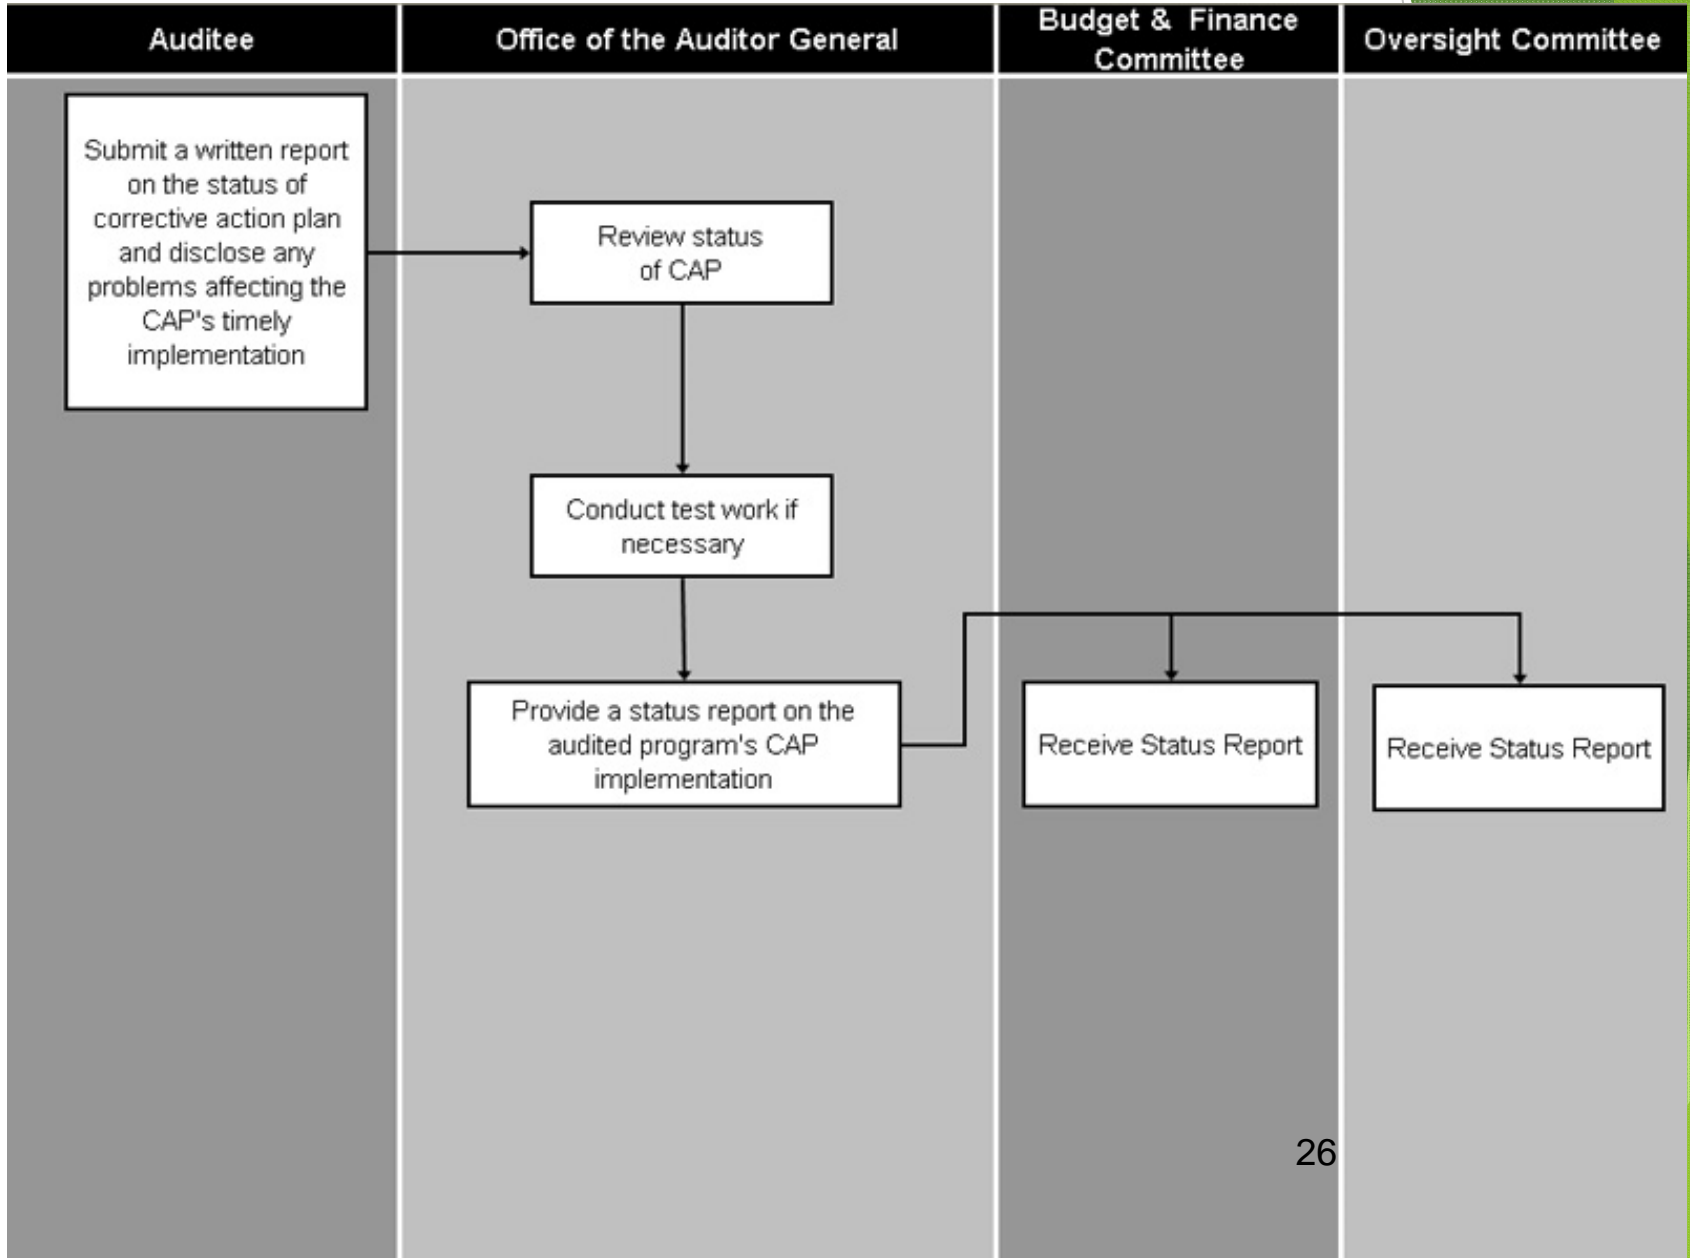 Auditee
Office of the Auditor General
Budget & Finance
Committee
Oversight Committee
Submit a written report
on the status of
corrective action plan
and disclose any
problems affecting the
CAP's timely
implementation
Review status
of CAP
Conduct test work if
necessary
Provide a status report on the
audited program's CAP
implementation
Receive Status Report
Receive Status Report
26